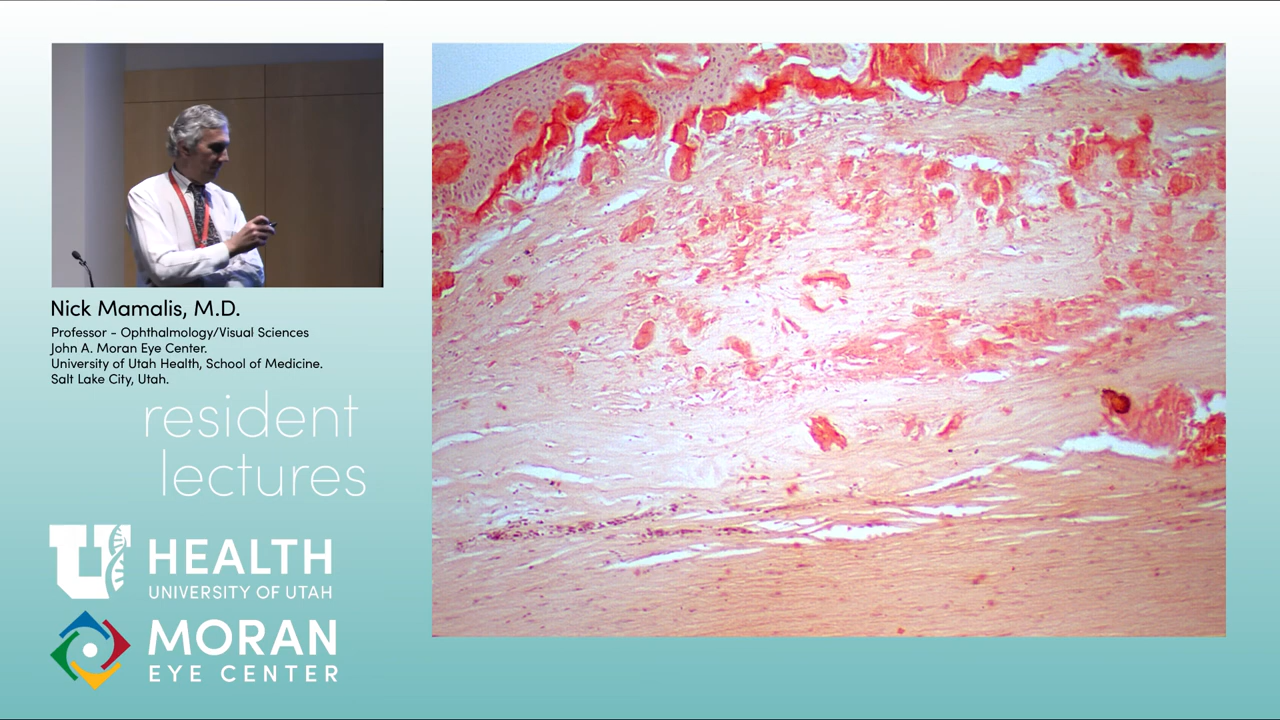 Nick Mamalis, M.D.
Professor - Ophthalmology/Visual Sciences
John A. Moran Eye Center.
University of Utah Health, School of Medicine.
Salt Lake City, Utah.
resident
lectures
U HEALTH
UNIVERSITY OF UTAH
MORAN
EYE CENTER